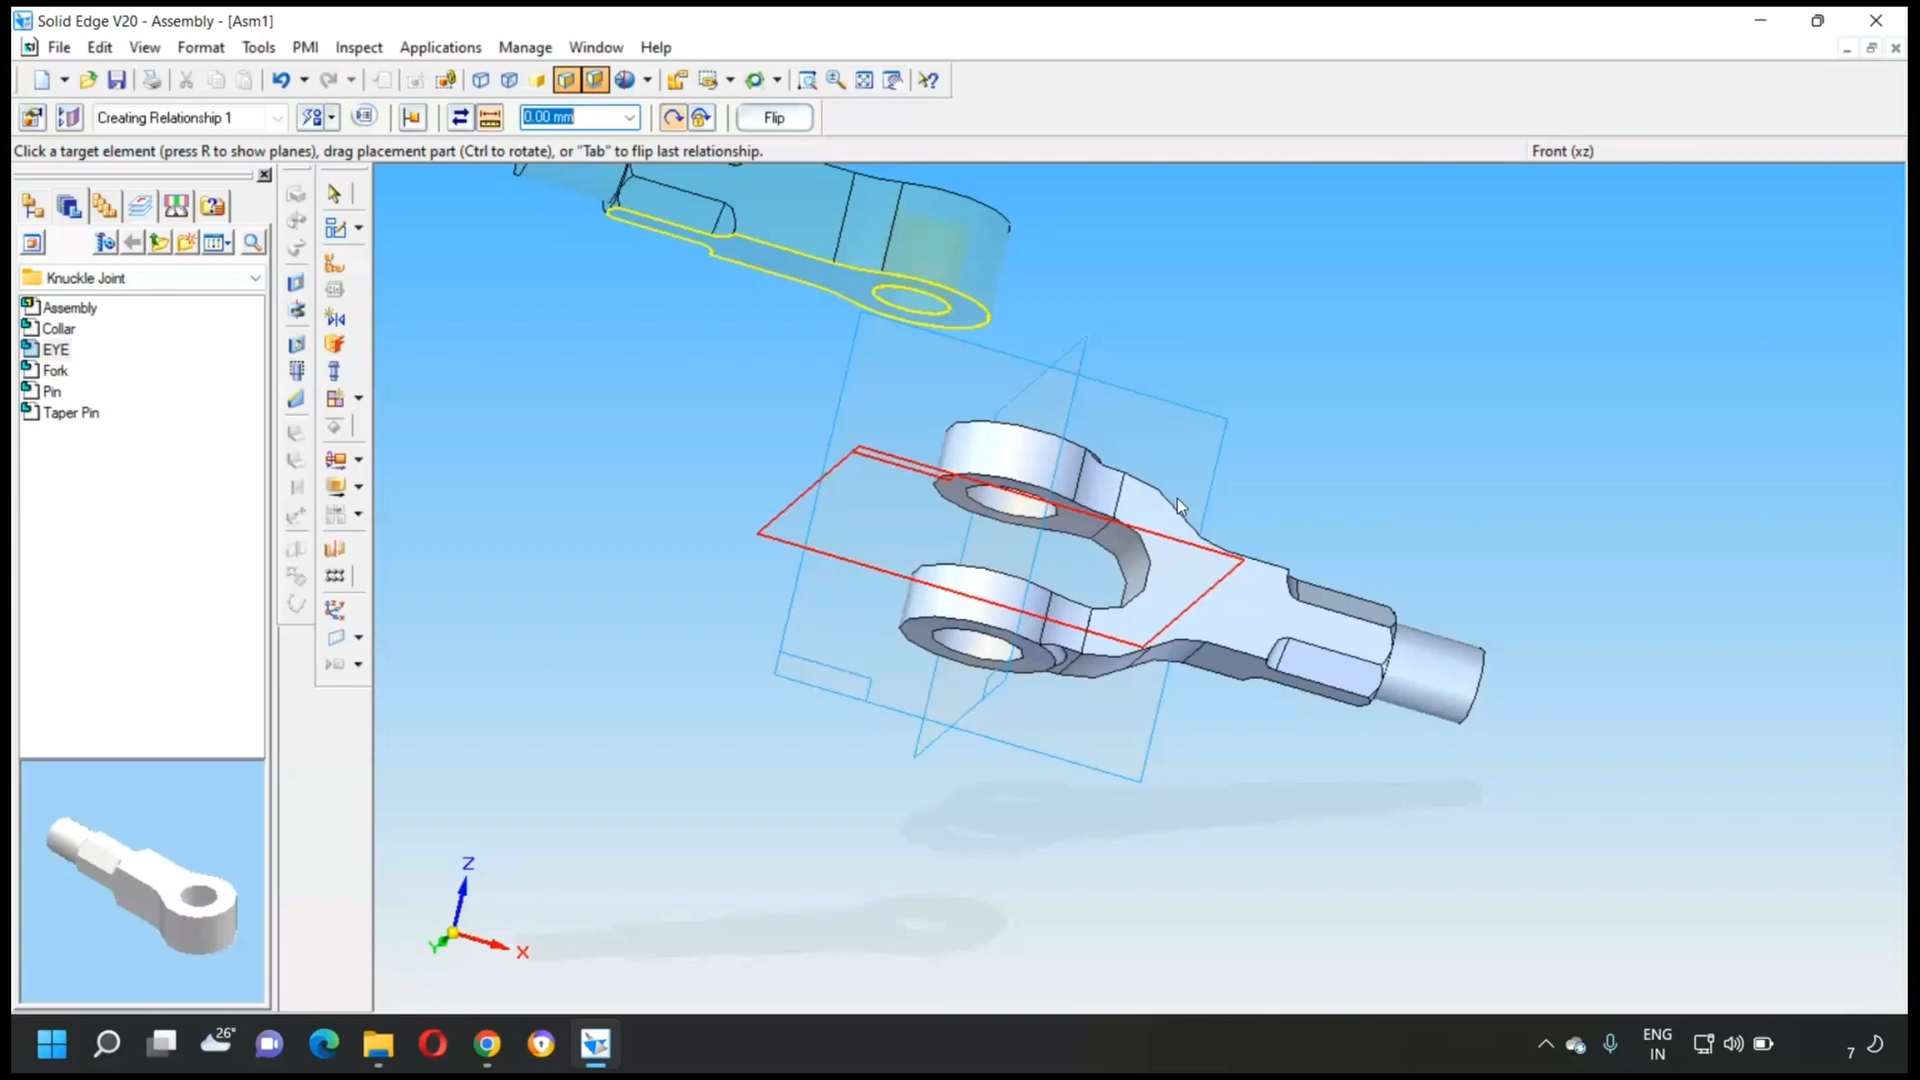 Solid Edge V20 - Assembly - [Asm1]
File Edit View Format Tools PMI Inspect Applications Manage Window Help
Creating Relationship 1
0.00 mm
Flip
Click a target element (press R to show planes), drag placement part (Ctrl to rotate), or "Tab" to flip last relationship.
Front (xz)
Knuckle Joint
Assembly
Collar
EYE
Fork
Pin
Taper Pin
Z
Y
X
26°
ENG
IN
7